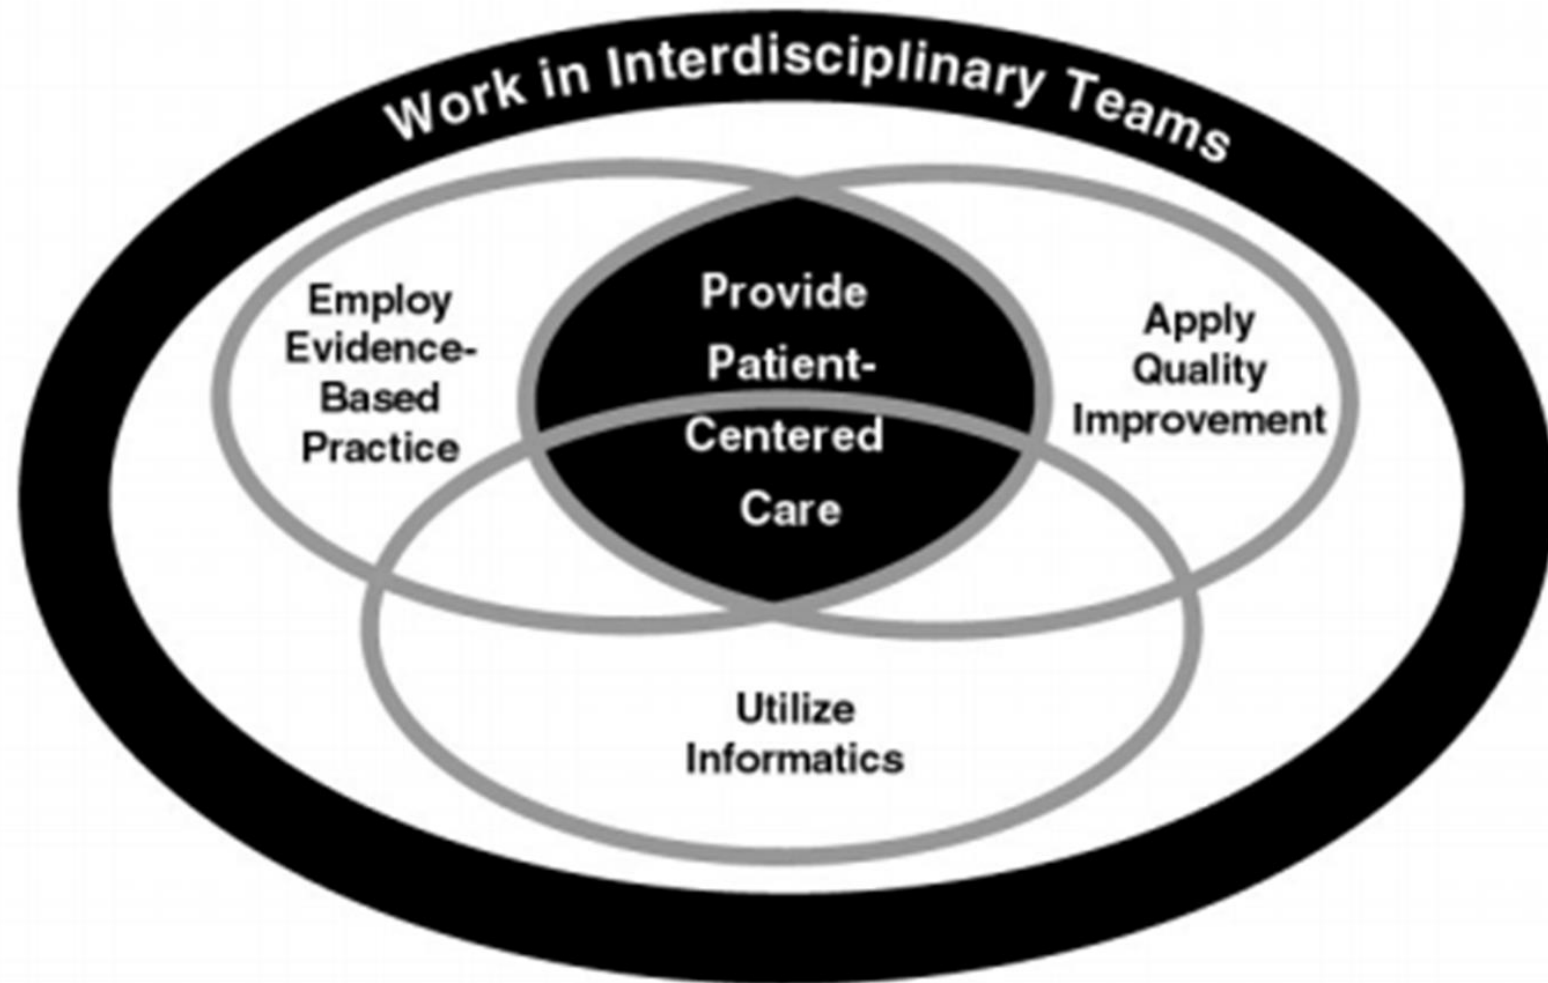 Work in Interdisciplinary Teams
Employ
Evidence-
Based
Practice
Provide
Patient-
Centered
Care
Apply
Quality
Improvement
Utilize
Informatics